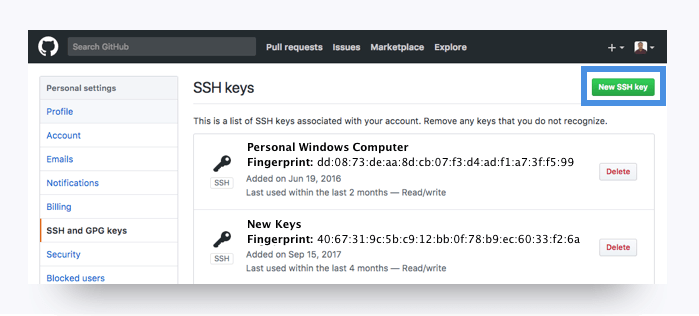 Search GitHub
Pull requests Issues Marketplace Explore
Personal settings
Profile
Account
Emails
Notifications
Billing
SSH and GPG keys
Security
Blocked users
SSH keys
New SSH key
This is a list of SSH keys associated with your account. Remove any keys that you do not recognize.
Personal Windows Computer
Fingerprint: dd:08:73:de:aa:8d:cb:07:f3:d4:ad:f1:a7:3f:f5:99
SSH
Added on Jun 19, 2016
Last used within the last 2 months — Read/write
Delete
New Keys
Fingerprint: 40:67:31:9c:5b:c9:12:bb:0f:78:b9:ec:60:33:f2:6a
SSH
Added on Sep 15, 2017
Last used within the last 4 months — Read/write
Delete